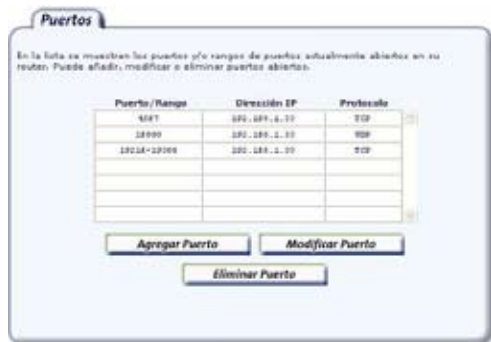 Puertos
En la lista se muestran los puertos y/o rangos de puertos actualmente abiertos en su
router. Puede añadir, modificar o eliminar puertos abiertos.
Puerto/Rango Dirección IP Protocolo
TCP
TCP
Agregar Puerto Modificar Puerto
Eliminar Puerto